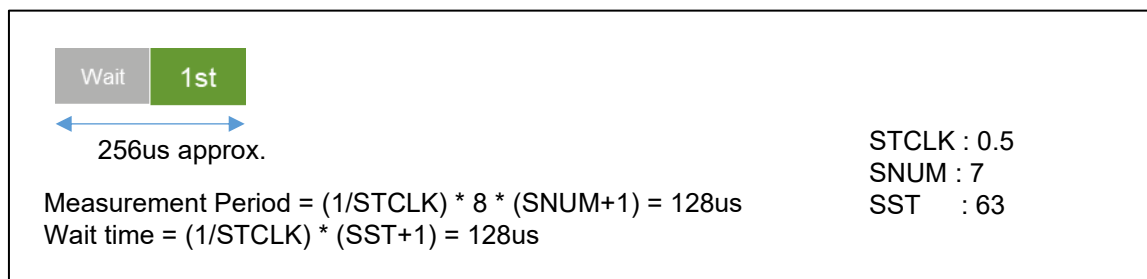 Wait 1st
256us approx.
STCLK : 0.5
SNUM : 7
SST : 63
Measurement Period = (1/STCLK) * 8 * (SNUM+1) = 128us
Wait time = (1/STCLK) * (SST+1) = 128us